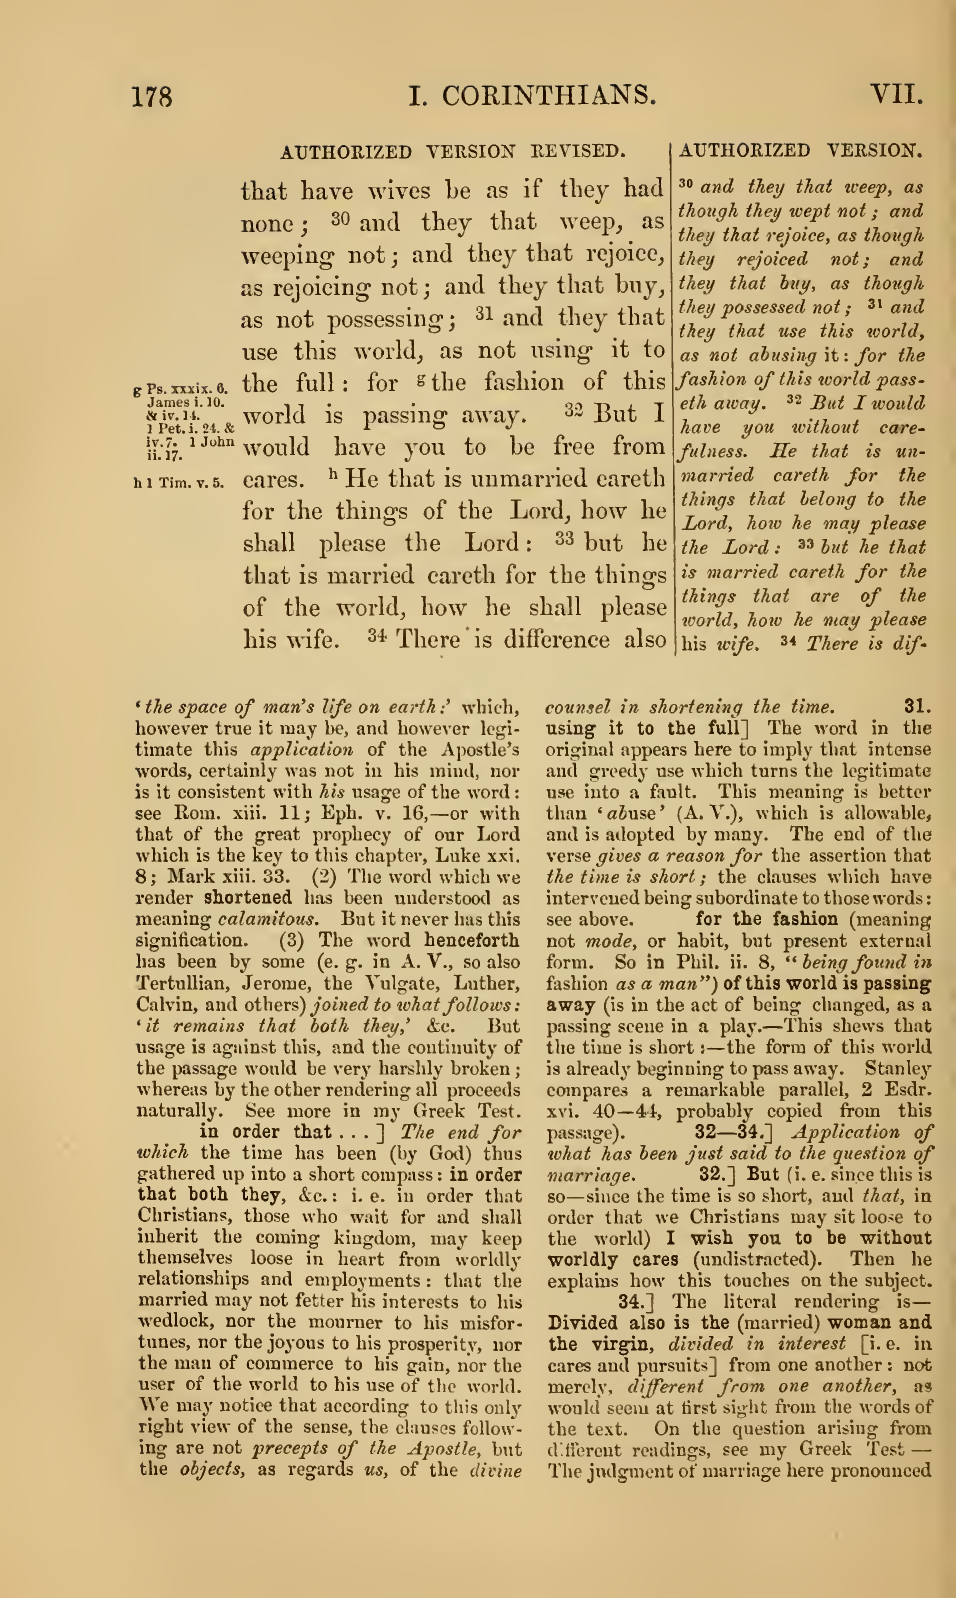 178 I. CORINTHIANS. VII.
AUTHORIZED VERSION REVISED.
that have wives be as if they had
none; 30 and they that weep, as
weeping not; and they that rejoice,
as rejoicing not; and they that buy,
as not possessing; 31 and they that
use this world, as not using it to
the full: for g the fashion of this
world is passing away. 32 But I
would have you to be free from
cares. h He that is unmarried careth
for the things of the Lord, how he
shall please the Lord: 33 but he
that is married careth for the things
of the world, how he shall please
his wife. 34 There is difference also
g Ps. xxxix. 6.
James i. 10.
& iv. 14.
1 Pet. i. 24. &
iv. 7. 1 John
ii. 17.
h 1 Tim. v. 5.
AUTHORIZED VERSION.
30 and they that weep, as
though they wept not; and
they that rejoice, as though
they rejoiced not; and
they that buy, as though
they possessed not; 31 and
they that use this world,
as not abusing it: for the
fashion of this world pass-
eth away. 32 But I would
have you without care-
fulness. He that is un-
married careth for the
things that belong to the
Lord, how he may please
the Lord: 33 but he that
is married careth for the
things that are of the
world, how he may please
his wife. 34 There is dif-
‘the space of man's life on earth:’ which,
however true it may be, and however legi-
timate this application of the Apostle's
words, certainly was not in his mind, nor
is it consistent with his usage of the word:
see Rom. xiii. 11; Eph. v. 16,—or with
that of the great prophecy of our Lord
which is the key to this chapter, Luke xxi.
8; Mark xiii. 33. (2) The word which we
render shortened has been understood as
meaning calamitous. But it never has this
signification. (3) The word henceforth
has been by some (e. g. in A. V., so also
Tertullian, Jerome, the Vulgate, Luther,
Calvin, and others) joined to what follows:
‘it remains that both they,’ &c. But
usage is against this, and the continuity of
the passage would be very harshly broken;
whereas by the other rendering all proceeds
naturally. See more in my Greek Test.
in order that . . . ] The end for
which the time has been (by God) thus
gathered up into a short compass: in order
that both they, &c.: i. e. in order that
Christians, those who wait for and shall
inherit the coming kingdom, may keep
themselves loose in heart from worldly
relationships and employments: that the
married may not fetter his interests to his
wedlock, nor the mourner to his misfor-
tunes, nor the joyous to his prosperity, nor
the man of commerce to his gain, nor the
user of the world to his use of the world.
We may notice that according to this only
right view of the sense, the clauses follow-
ing are not precepts of the Apostle, but
the objects, as regards us, of the divine
counsel in shortening the time. 31.
using it to the full] The word in the
original appears here to imply that intense
and greedy use which turns the legitimate
use into a fault. This meaning is better
than ‘abuse’ (A. V.), which is allowable,
and is adopted by many. The end of the
verse gives a reason for the assertion that
the time is short; the clauses which have
intervened being subordinate to those words:
see above. for the fashion (meaning
not mode, or habit, but present external
form. So in Phil. ii. 8, “being found in
fashion as a man”) of this world is passing
away (is in the act of being changed, as a
passing scene in a play.—This shews that
the time is short:—the form of this world
is already beginning to pass away. Stanley
compares a remarkable parallel, 2 Esdr.
xvi. 40—44, probably copied from this
passage). 32—34.] Application of
what has been just said to the question of
marriage. 32.] But (i. e. since this is
so—since the time is so short, and that, in
order that we Christians may sit loose to
the world) I wish you to be without
worldly cares (undistracted). Then he
explains how this touches on the subject.
34.] The literal rendering is—
Divided also is the (married) woman and
the virgin, divided in interest [i. e. in
cares and pursuits] from one another: not
merely, different from one another, as
would seem at first sight from the words of
the text. On the question arising from
different readings, see my Greek Test —
The judgment of marriage here pronounced